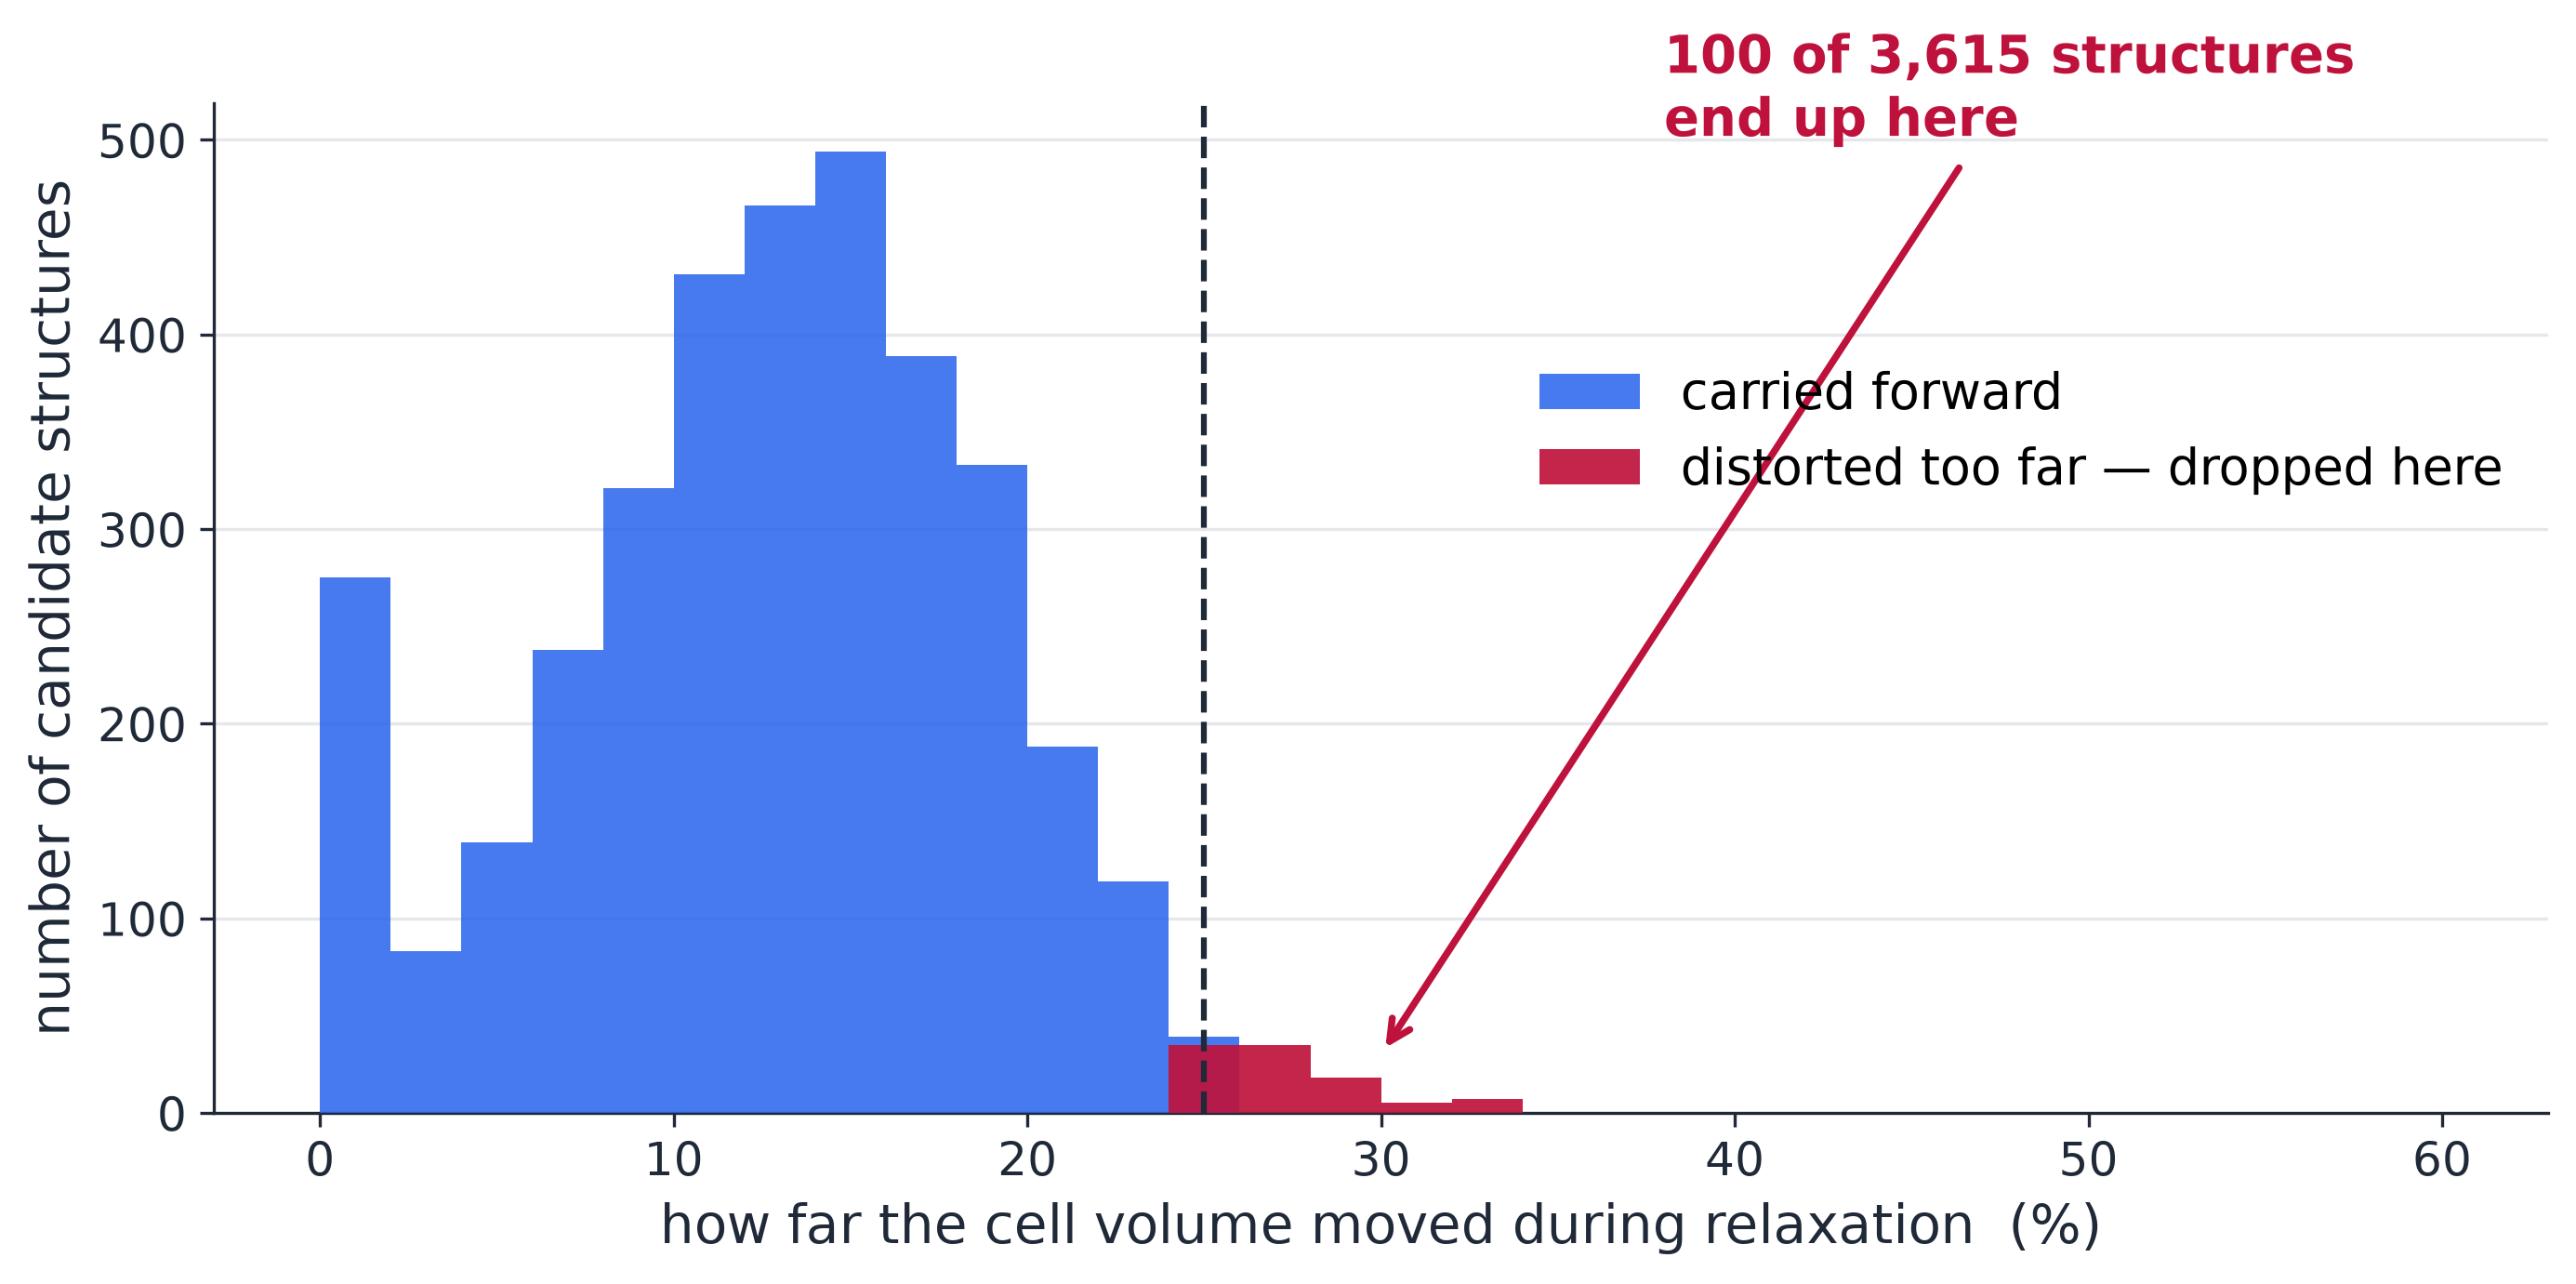 100 of 3,615 structures
end up here
number of candidate structures
500
400
300
200
100
0
carried forward
distorted too far — dropped here
0
10
20
30
40
50
60
how far the cell volume moved during relaxation (%)